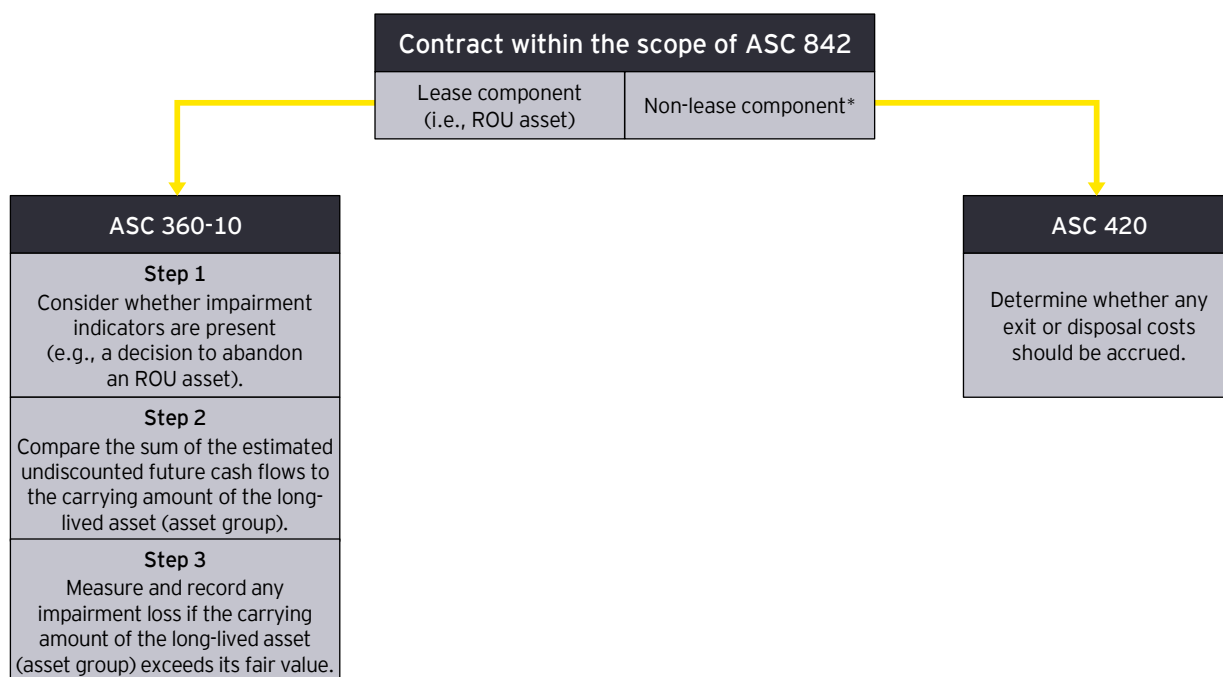 Contract within the scope of ASC 842
Lease component
(i.e., ROU asset)
Non-lease component*
ASC 360-10
Step 1
Consider whether impairment
indicators are present
(e.g., a decision to abandon
an ROU asset).
Step 2
Compare the sum of the estimated
undiscounted future cash flows to
the carrying amount of the long-
lived asset (asset group).
Step 3
Measure and record any
impairment loss if the carrying
amount of the long-lived asset
(asset group) exceeds its fair value.
ASC 420
Determine whether any
exit or disposal costs
should be accrued.